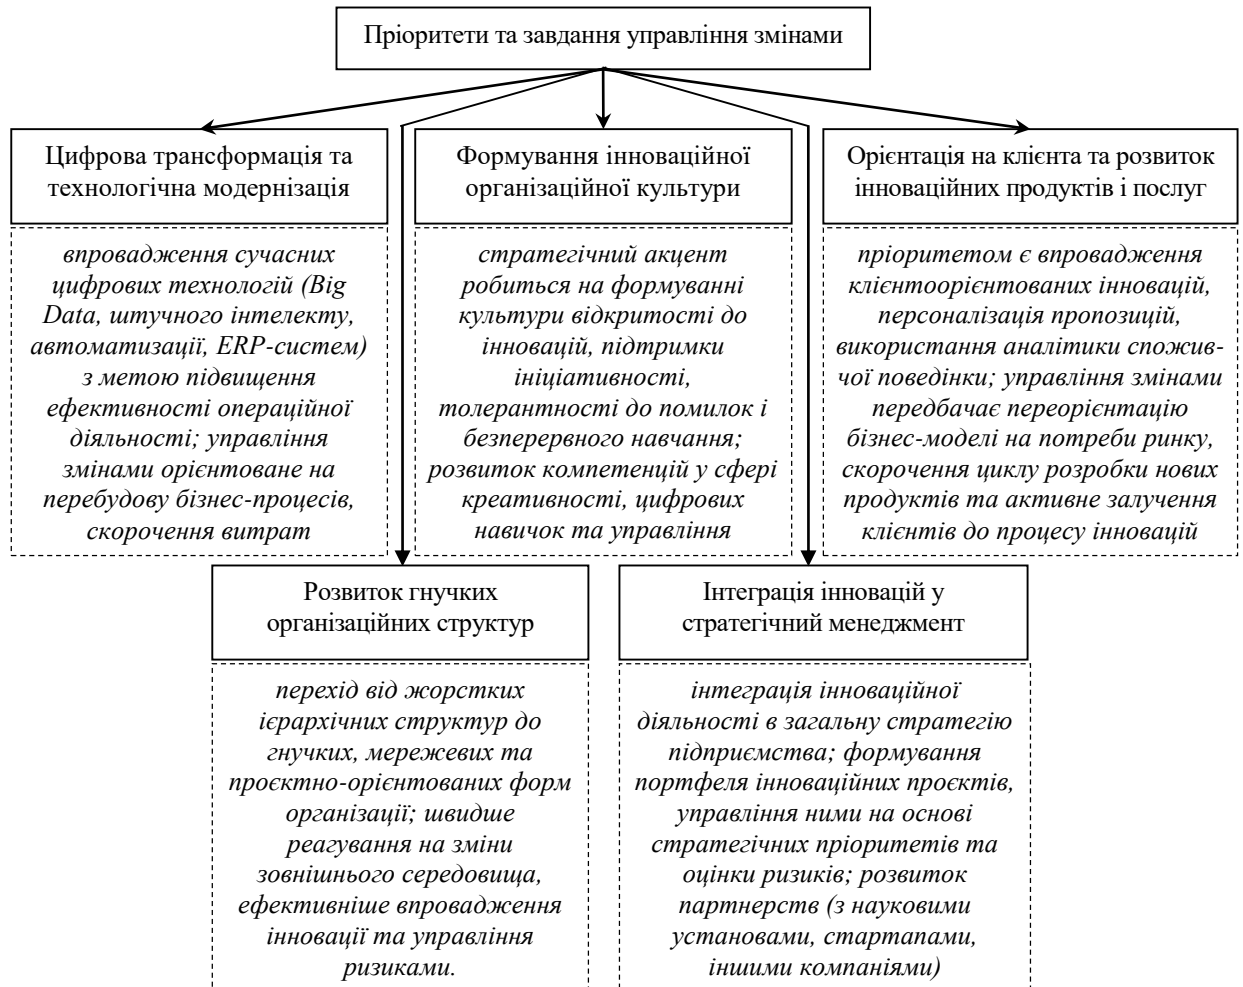 Пріоритети та завдання управління змінами
Цифрова трансформація та
технологічна модернізація
впровадження сучасних
цифрових технологій (Big
Data, штучного інтелекту,
автоматизації, ERP-систем)
з метою підвищення
ефективності операційної
діяльності; управління
змінами орієнтоване на
перебудову бізнес-процесів,
скорочення витрат
Формування інноваційної
організаційної культури
стратегічний акцент
робиться на формуванні
культури відкритості до
інновацій, підтримки
ініціативності,
толерантності до помилок і
безперервного навчання;
розвиток компетенцій у сфері
креативності, цифрових
навичок та управління
Орієнтація на клієнта та розвиток
інноваційних продуктів і послуг
пріоритетом є впровадження
клієнтоорієнтованих інновацій,
персоналізація пропозицій,
використання аналітики спожив-
чої поведінки; управління змінами
передбачає переорієнтацію
бізнес-моделі на потреби ринку,
скорочення циклу розробки нових
продуктів та активне залучення
клієнтів до процесу інновацій
Розвиток гнучких
організаційних структур
перехід від жорстких
ієрархічних структур до
гнучких, мережевих та
проєктно-орієнтованих форм
організації; швидше
реагування на зміни
зовнішнього середовища,
ефективніше впровадження
інновації та управління
ризиками.
Інтеграція інновацій у
стратегічний менеджмент
інтеграція інноваційної
діяльності в загальну стратегію
підприємства; формування
портфеля інноваційних проєктів,
управління ними на основі
стратегічних пріоритетів та
оцінки ризиків; розвиток
партнерств (з науковими
установами, стартапами,
іншими компаніями)